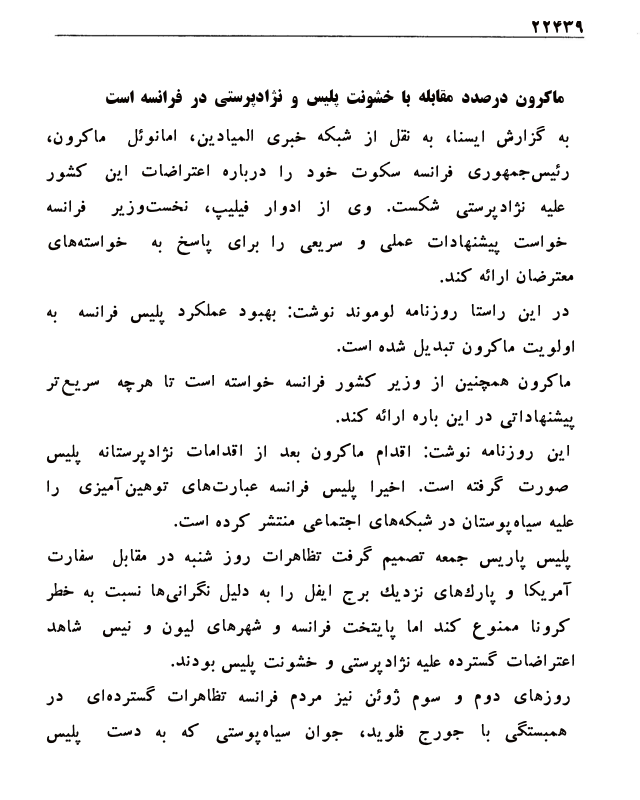 ۲۲۴۳۹
ماکرون درصدد مقابله با خشونت پلیس و نژادپرستی در فرانسه است
به گزارش ایسنا، به نقل از شبکه خبری المیادین، امانوئل ماکرون،
رئیس‌جمهوری فرانسه سکوت خود را درباره اعتراضات این کشور
علیه نژادپرستی شکست. وی از ادوار فیلیپ، نخست‌وزیر فرانسه
خواست پیشنهادات عملی و سریعی را برای پاسخ به خواسته‌های
معترضان ارائه کند.
در این راستا روزنامه لوموند نوشت: بهبود عملکرد پلیس فرانسه به
اولویت ماکرون تبدیل شده است.
ماکرون همچنین از وزیر کشور فرانسه خواسته است تا هرچه سریع‌تر
پیشنهاداتی در این باره ارائه کند.
این روزنامه نوشت: اقدام ماکرون بعد از اقدامات نژادپرستانه پلیس
صورت گرفته است. اخیرا پلیس فرانسه عبارت‌های توهین‌آمیزی را
علیه سیاه‌پوستان در شبکه‌های اجتماعی منتشر کرده است.
پلیس پاریس جمعه تصمیم گرفت تظاهرات روز شنبه در مقابل سفارت
آمریکا و پارك‌های نزدیك برج ایفل را به دلیل نگرانی‌ها نسبت به خطر
کرونا ممنوع کند اما پایتخت فرانسه و شهرهای لیون و نیس شاهد
اعتراضات گسترده علیه نژادپرستی و خشونت پلیس بودند.
روزهای دوم و سوم ژوئن نیز مردم فرانسه تظاهرات گسترده‌ای در
همبستگی با جورج فلوید، جوان سیاه‌پوستی که به دست پلیس